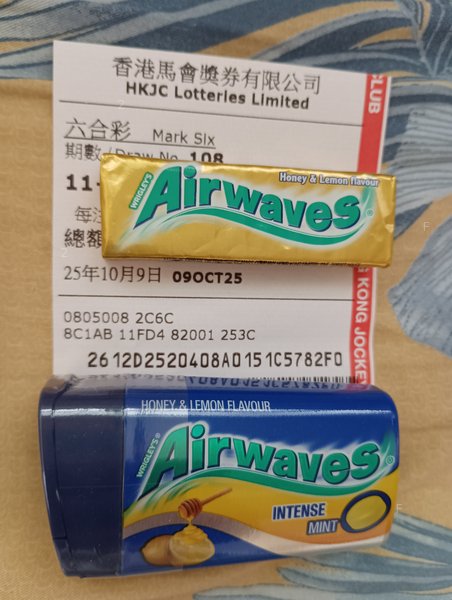 香港馬會獎券有限公司
HKJC Lotteries Limited
六合彩 Mark Six
期數 / Draw No. 108
11
每注
總額
25年10月9日 09OCT25
0805008 2C6C
8C1AB 11FD4 82001 253C
2612D2520408A0151C5782F0
CLUB
KONG JOCKEY
Honey & Lemon flavour
WRIGLEY'S
Airwaves®
HONEY & LEMON FLAVOUR
WRIGLEY'S
Airwaves®
INTENSE
MINT